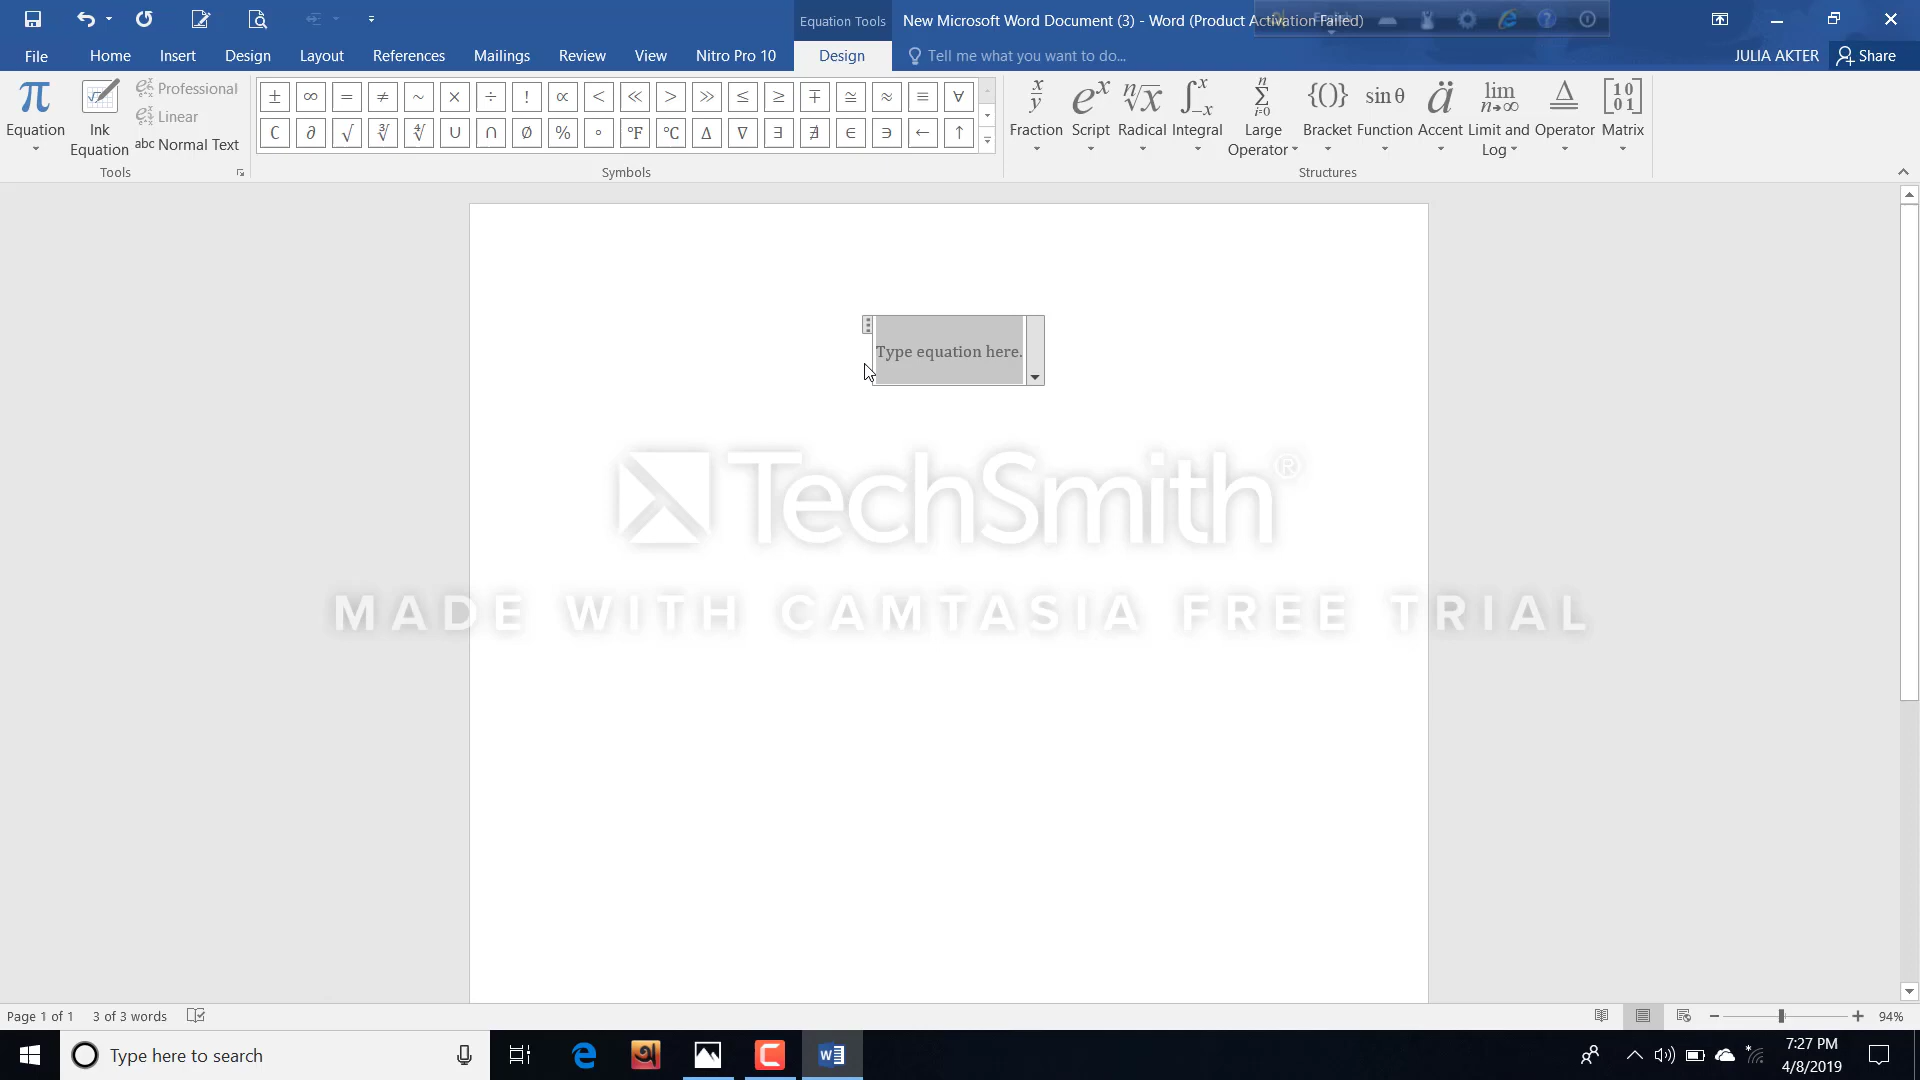 Equation Tools
New Microsoft Word Document (3) - Word (Product Activation Failed)
File Home Insert Design Layout References Mailings Review View Nitro Pro 10 Design Tell me what you want to do... JULIA AKTER Share
Equation
Ink Equation
Professional
Linear
abc Normal Text
Tools
± ∞ = ≠ ~ × ÷ ! ∝ < ≪ > ≫ ≤ ≥ ∓ ≅ ≈ ≡ ∀
∁ ∂ √ ∛ ∜ ∪ ∩ ∅ % ° °F °C ∆ ∇ ∃ ∄ ∈ ∋ ← ↑
Symbols
Fraction Script Radical Integral Large Operator Bracket Function Accent Limit and Log Operator Matrix
Structures
Type equation here.
TechSmith®
MADE WITH CAMTASIA FREE TRIAL
Page 1 of 1 3 of 3 words 94%
Type here to search
7:27 PM
4/8/2019